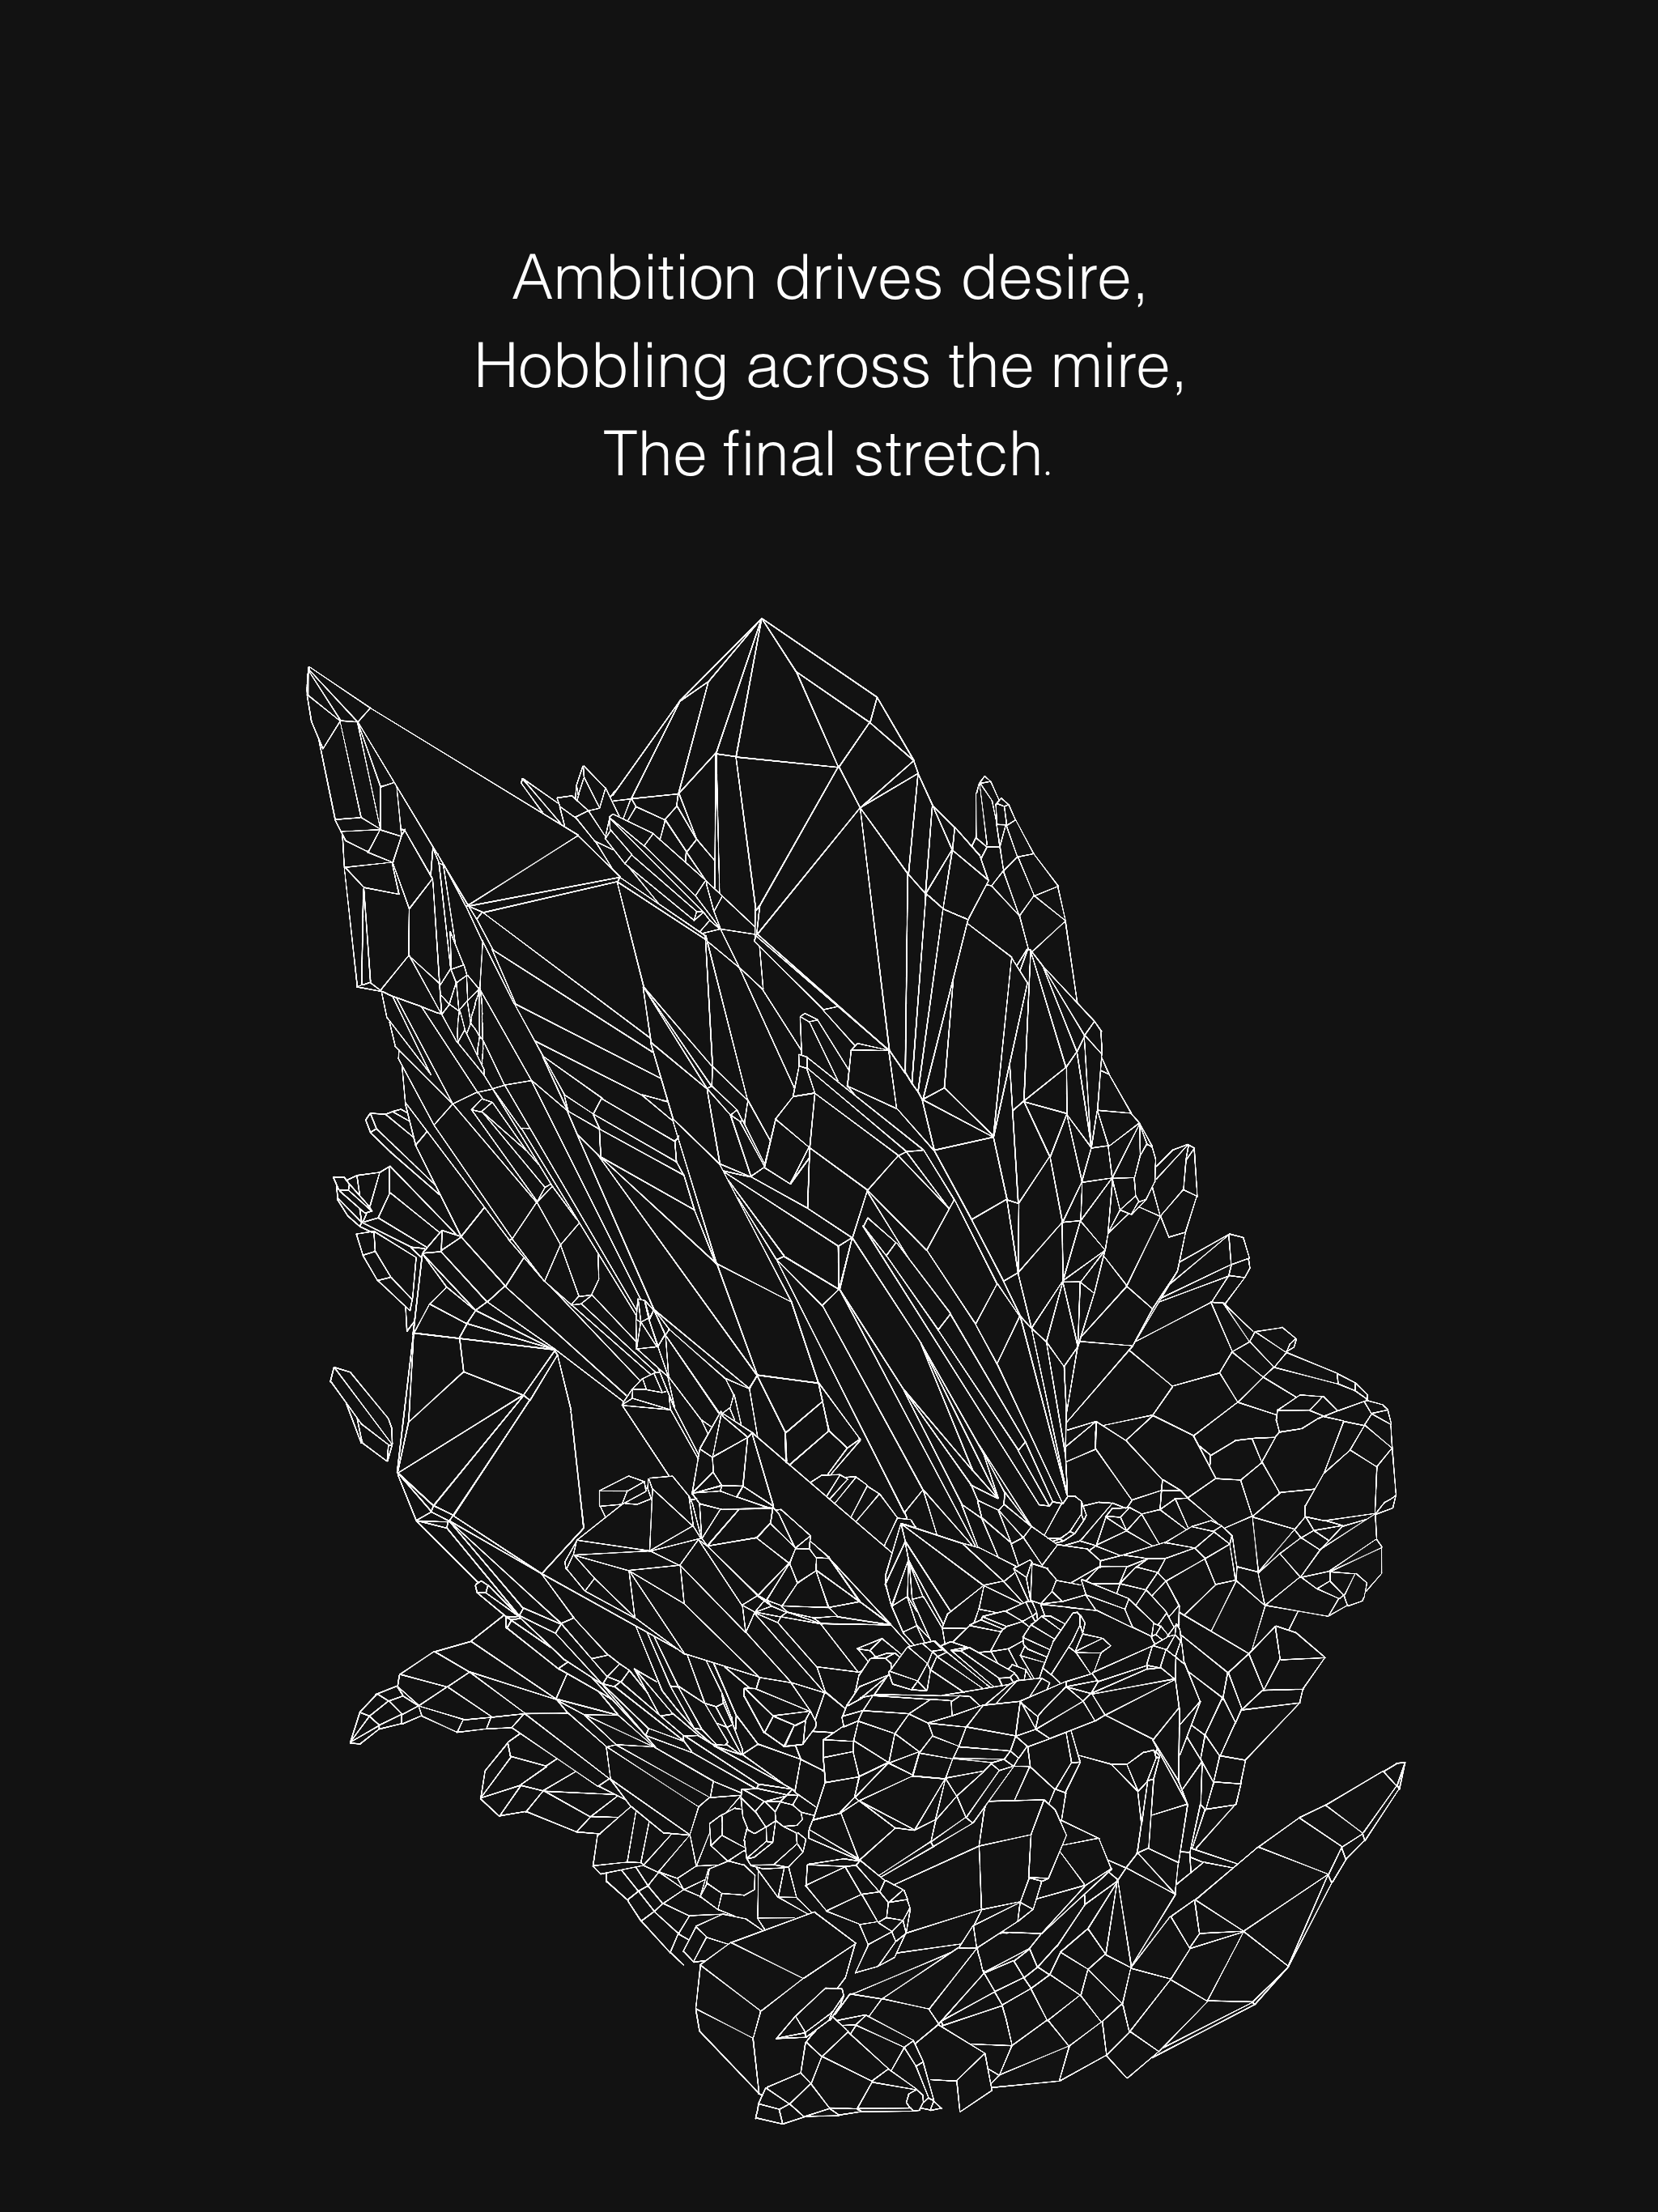 Ambition drives desire,
Hobbling across the mire,
The final stretch.